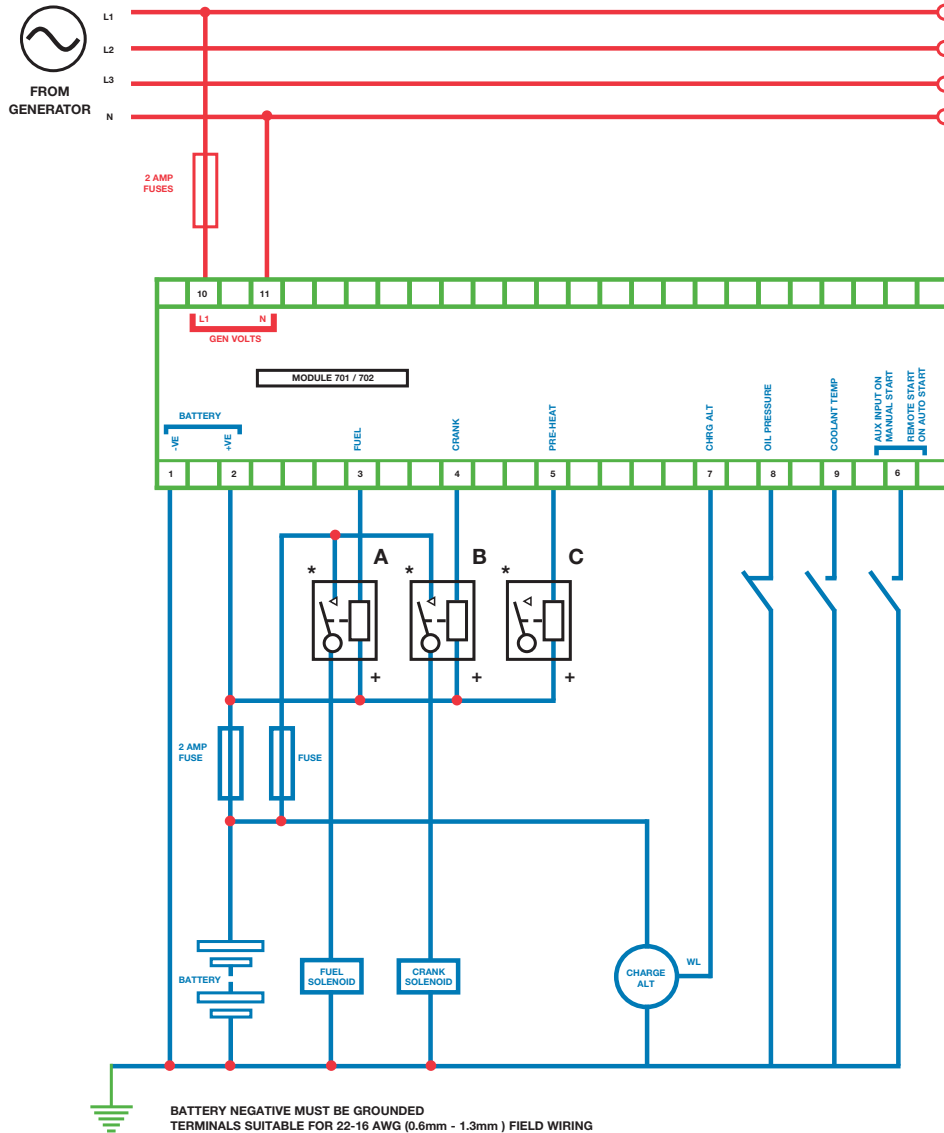 L1
L2
L3
N
FROM
GENERATOR
2 AMP
FUSES
10
11
L1
N
GEN VOLTS
MODULE 701 / 702
BATTERY
-VE
+VE
FUEL
CRANK
PRE-HEAT
CHRG ALT
OIL PRESSURE
COOLANT TEMP
AUX INPUT ON
MANUAL START
REMOTE START
ON AUTO START
1
2
3
4
5
7
8
9
6
A
B
C
*
*
*
+
+
+
2 AMP
FUSE
FUSE
BATTERY
FUEL
SOLENOID
CRANK
SOLENOID
CHARGE
ALT
WL
BATTERY NEGATIVE MUST BE GROUNDED
TERMINALS SUITABLE FOR 22-16 AWG (0.6mm - 1.3mm ) FIELD WIRING